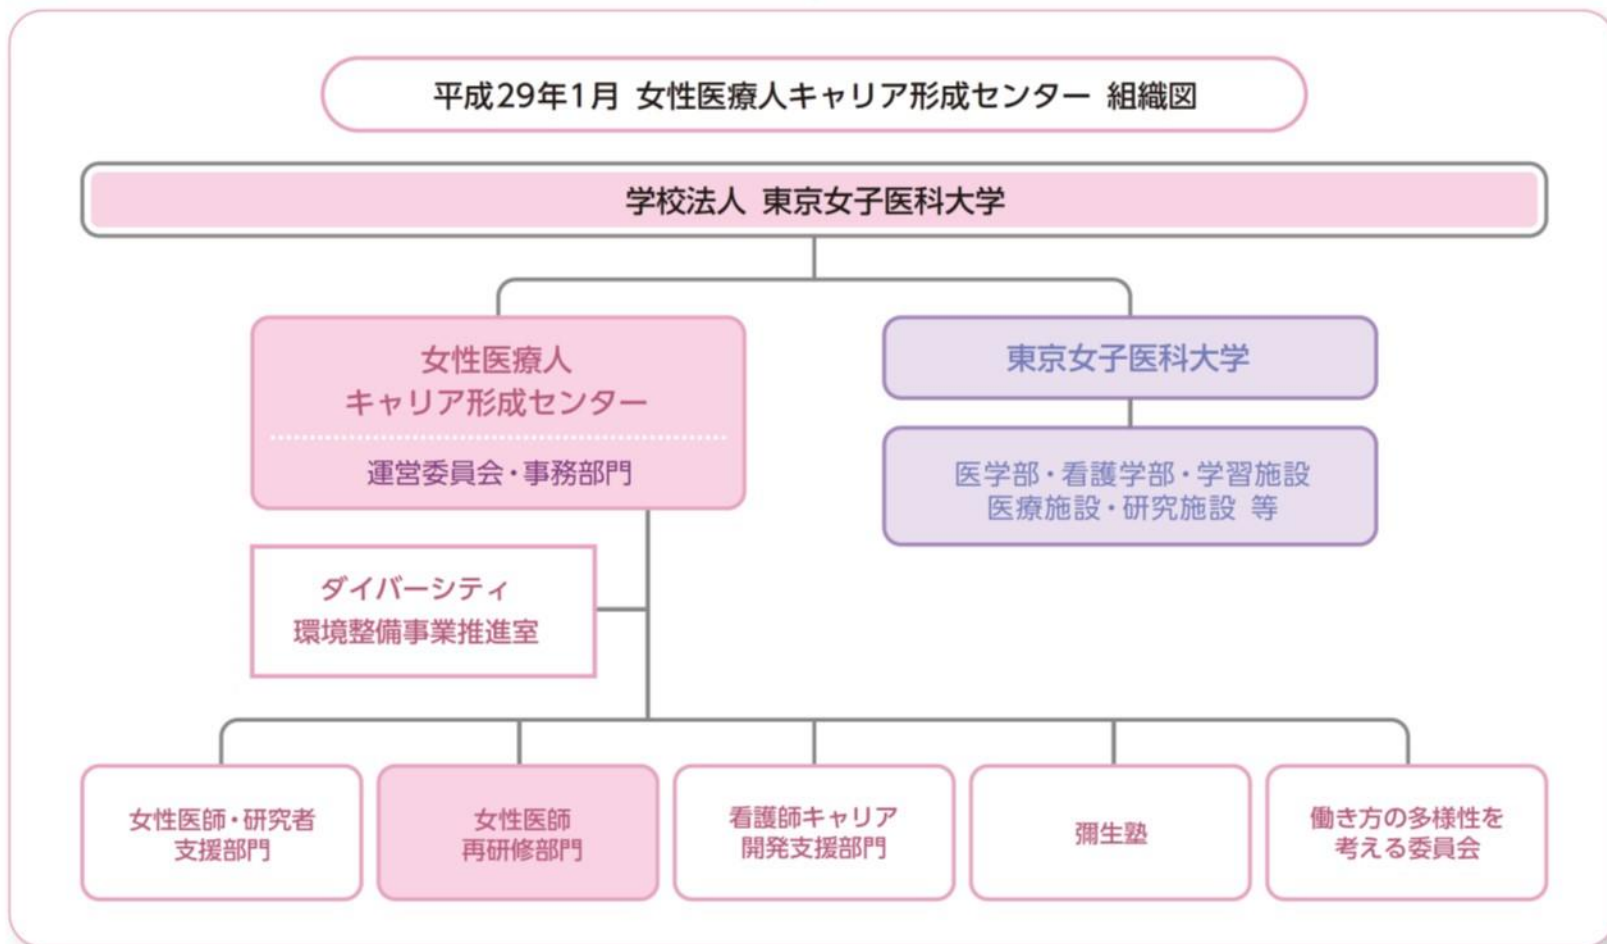 平成29年1月 女性医療人キャリア形成センター 組織図
学校法人 東京女子医科大学
女性医療人
キャリア形成センター
運営委員会・事務部門
東京女子医科大学
医学部・看護学部・学習施設
医療施設・研究施設 等
ダイバーシティ
環境整備事業推進室
女性医師・研究者
支援部門
女性医師
再研修部門
看護師キャリア
開発支援部門
彌生塾
働き方の多様性を
考える委員会